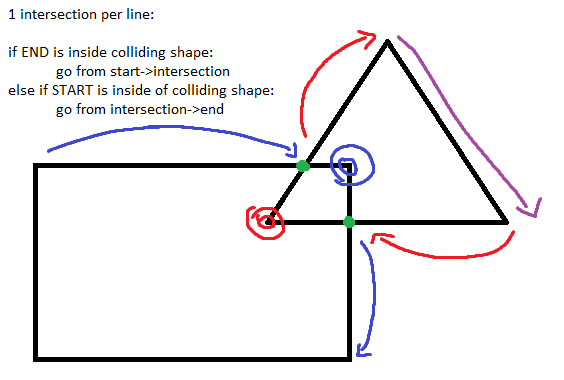 1 intersection per line:
if END is inside colliding shape:
go from start->intersection
else if START is inside of colliding shape:
go from intersection->end